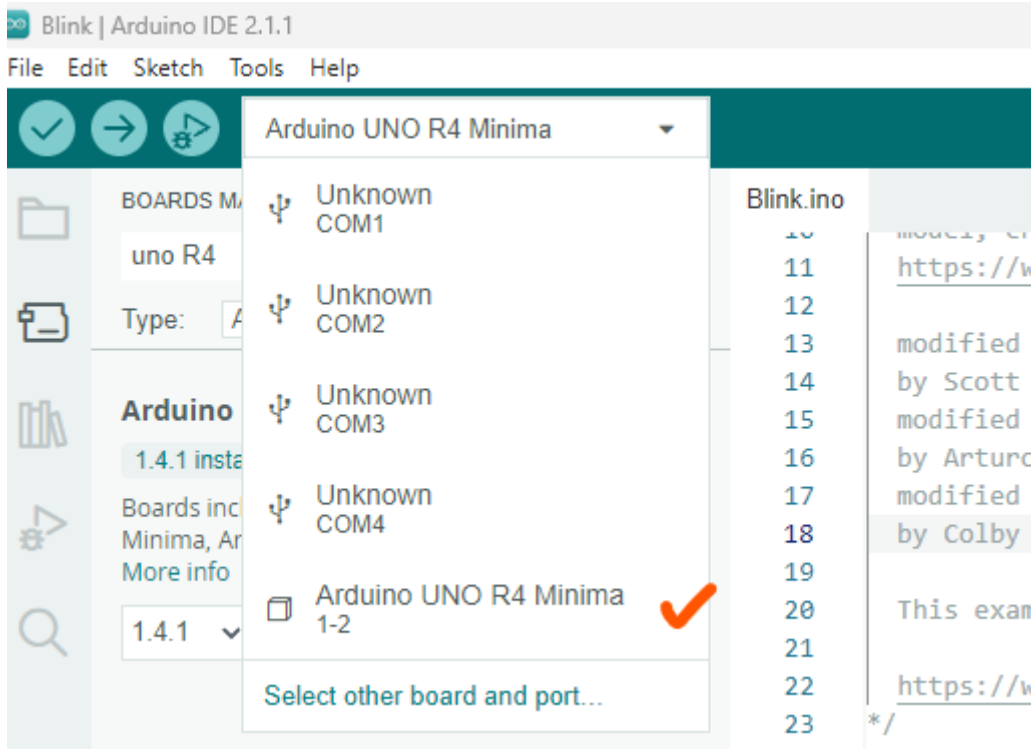 Blink | Arduino IDE 2.1.1
File Edit Sketch Tools Help
Arduino UNO R4 Minima
Unknown
COM1
Unknown
COM2
Unknown
COM3
Unknown
COM4
Arduino UNO R4 Minima
1-2
Select other board and port...
BOARDS MA
uno R4
Type: A
Arduino
1.4.1 insta
Boards incl
Minima, Ar
More info
1.4.1
Blink.ino
11 https://w
12
13 modified
14 by Scott
15 modified
16 by Arturo
17 modified
18 by Colby
19
20 This exam
21
22 https://w
23 */